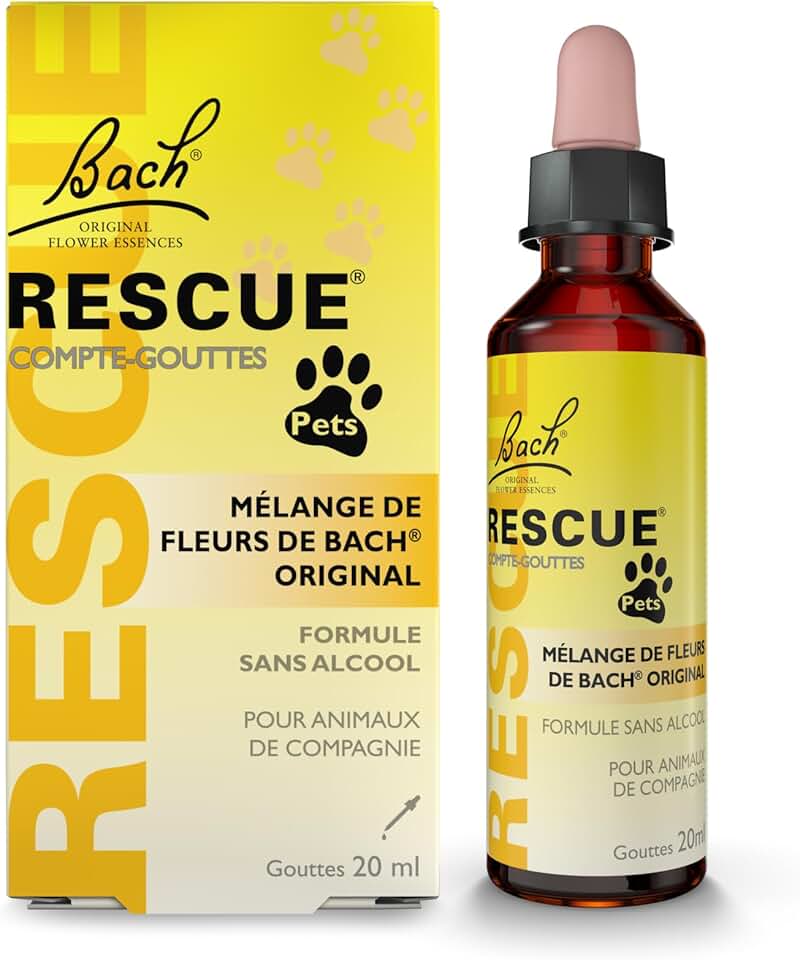 RESCUE
Bach®
ORIGINAL
FLOWER ESSENCES
RESCUE®
COMPTE-GOUTTES
Pets
MÉLANGE DE
FLEURS DE BACH®
ORIGINAL
FORMULE
SANS ALCOOL
POUR ANIMAUX
DE COMPAGNIE
Gouttes 20 ml
RESCUE
Bach®
ORIGINAL
FLOWER ESSENCES
RESCUE®
COMPTE-GOUTTES
Pets
MÉLANGE DE FLEURS
DE BACH® ORIGINAL
FORMULE SANS ALCOOL
POUR ANIMAUX
DE COMPAGNIE
Gouttes 20ml